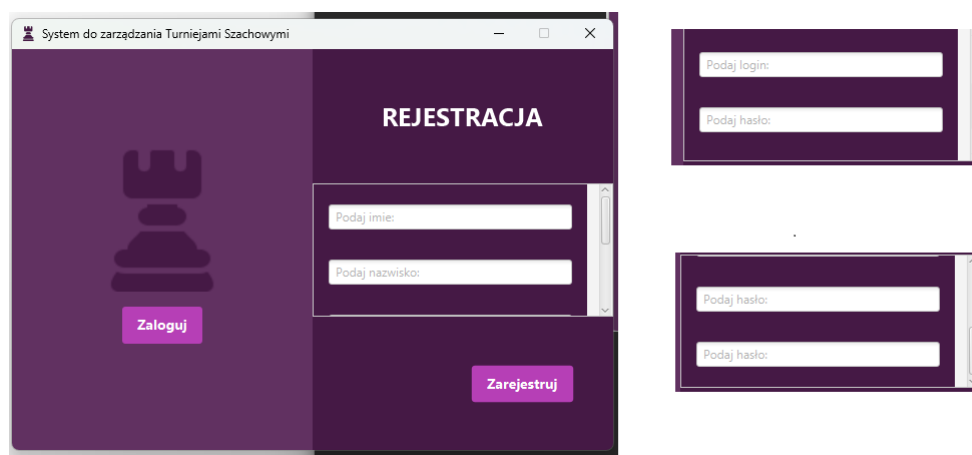 System do zarządzania Turniejami Szachowymi
REJESTRACJA
Podaj imie:
Podaj nazwisko:
Zaloguj
Zarejestruj
Podaj login:
Podaj hasło:
.
Podaj hasło:
Podaj hasło: